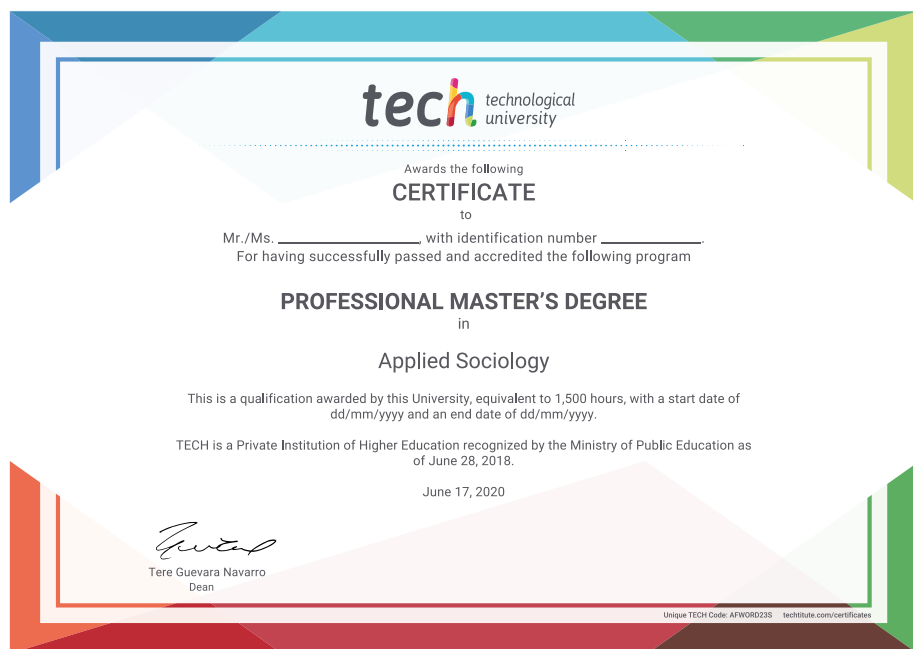 tech technological
university
Awards the following
CERTIFICATE
to
Mr./Ms. ____________________, with identification number ______________.
For having successfully passed and accredited the following program
PROFESSIONAL MASTER'S DEGREE
in
Applied Sociology
This is a qualification awarded by this University, equivalent to 1,500 hours, with a start date of
dd/mm/yyyy and an end date of dd/mm/yyyy.
TECH is a Private Institution of Higher Education recognized by the Ministry of Public Education as
of June 28, 2018.
June 17, 2020
Tere Guevara Navarro
Dean
Unique TECH Code: AFWORD23S techtitute.com/certificates